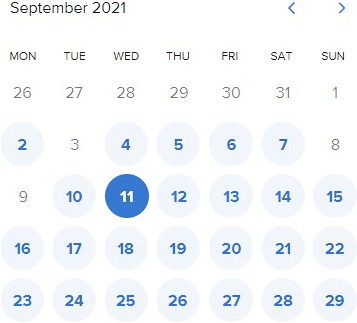 September 2021
MON TUE WED THU FRI SAT SUN
26 27 28 29 30 31 1
2 3 4 5 6 7 8
9 10 11 12 13 14 15
16 17 18 19 20 21 22
23 24 25 26 27 28 29